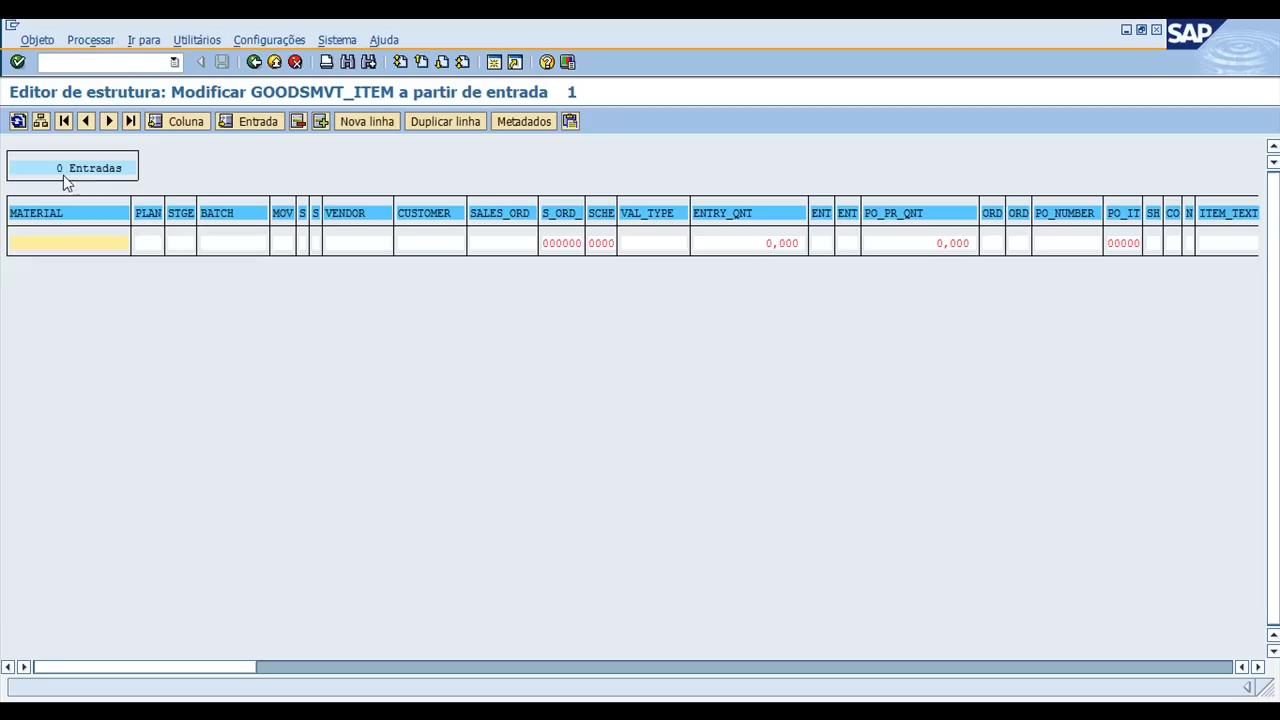 Objeto Processar Ir para Utilitários Configurações Sistema Ajuda
SAP
Editor de estrutura: Modificar GOODSMVT_ITEM a partir de entrada 1
Coluna Entrada Nova linha Duplicar linha Metadados
0 Entradas
MATERIAL PLAN STGE BATCH MOV S S VENDOR CUSTOMER SALES_ORD S_ORD_ SCHE VAL_TYPE ENTRY_QNT ENT ENT PO_PR_QNT ORD ORD PO_NUMBER PO_IT SH CO N ITEM_TEXT
000000 0000 0,000 0,000 00000